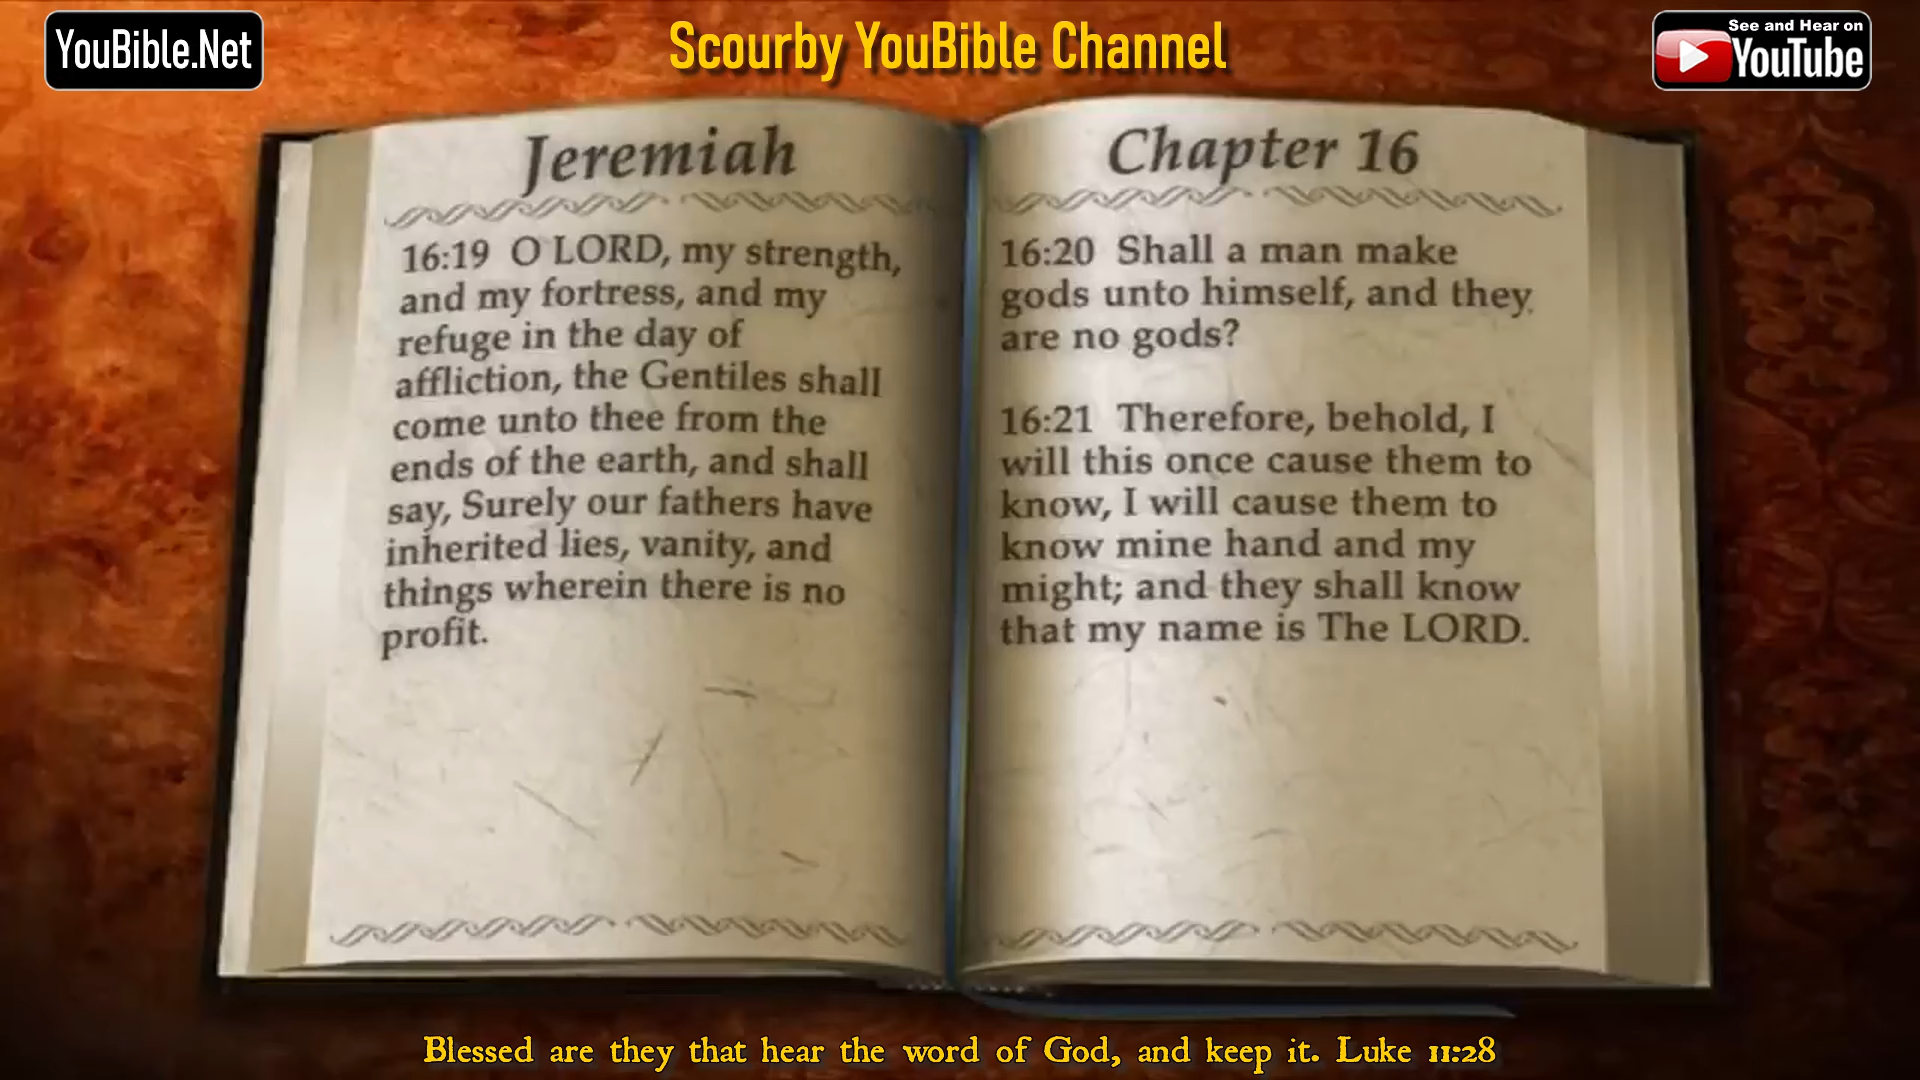 YouBible.Net
Scourby YouBible Channel
See and Hear on
YouTube
Jeremiah
16:19 O LORD, my strength,
and my fortress, and my
refuge in the day of
affliction, the Gentiles shall
come unto thee from the
ends of the earth, and shall
say, Surely our fathers have
inherited lies, vanity, and
things wherein there is no
profit.
Chapter 16
16:20 Shall a man make
gods unto himself, and they
are no gods?
16:21 Therefore, behold, I
will this once cause them to
know, I will cause them to
know mine hand and my
might; and they shall know
that my name is The LORD.
Blessed are they that hear the word of God, and keep it. Luke 11:28